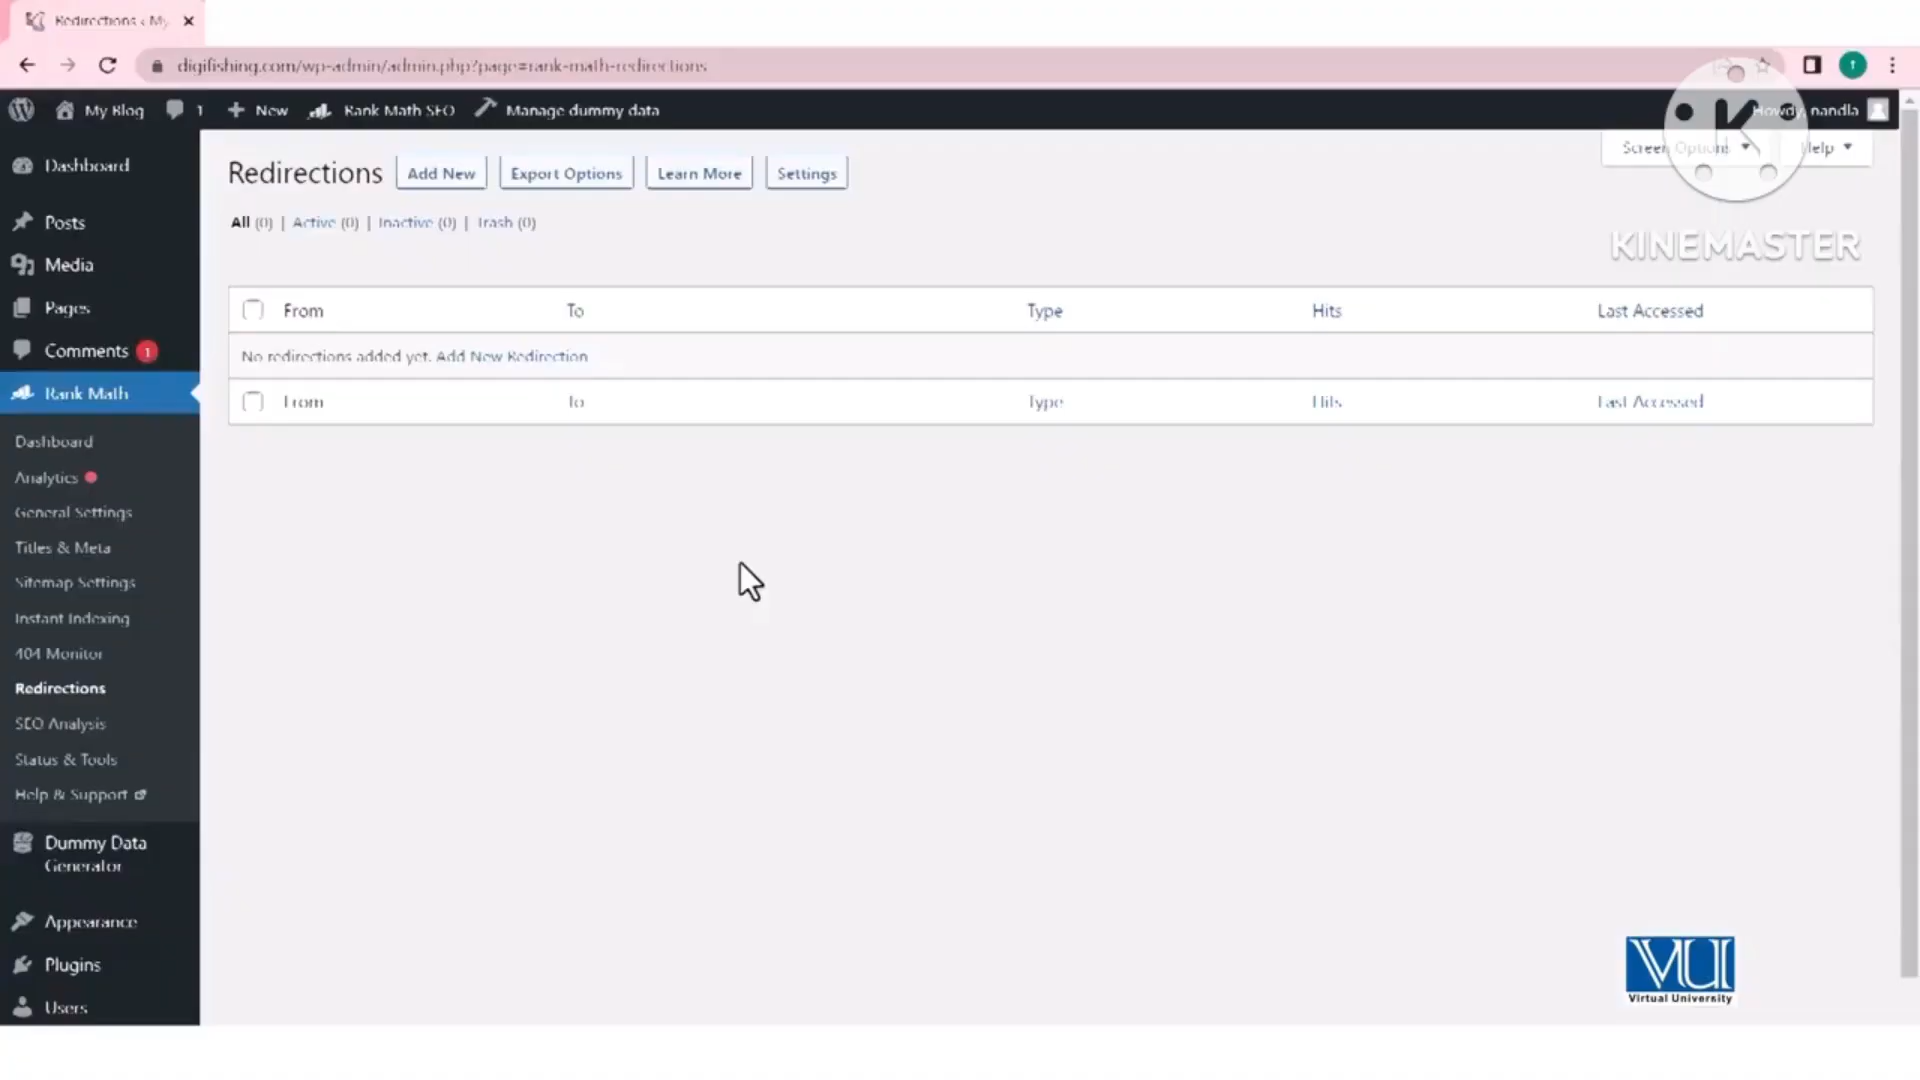 Redirections ‹ My
digifishing.com/wp-admin/admin.php?page=rank-math-redirections
My Blog 1 New Rank Math SEO Manage dummy data Howdy, nandla
Screen Options Help
Redirections Add New Export Options Learn More Settings
All (0) | Active (0) | Inactive (0) | Trash (0)
KINEMASTER
From To Type Hits Last Accessed
No redirections added yet. Add New Redirection
From To Type Hits Last Accessed
Dashboard
Posts
Media
Pages
Comments 1
Rank Math
Dashboard
Analytics
General Settings
Titles & Meta
Sitemap Settings
Instant Indexing
404 Monitor
Redirections
SEO Analysis
Status & Tools
Help & Support
Dummy Data
Generator
Appearance
Plugins
Users
VU
Virtual University